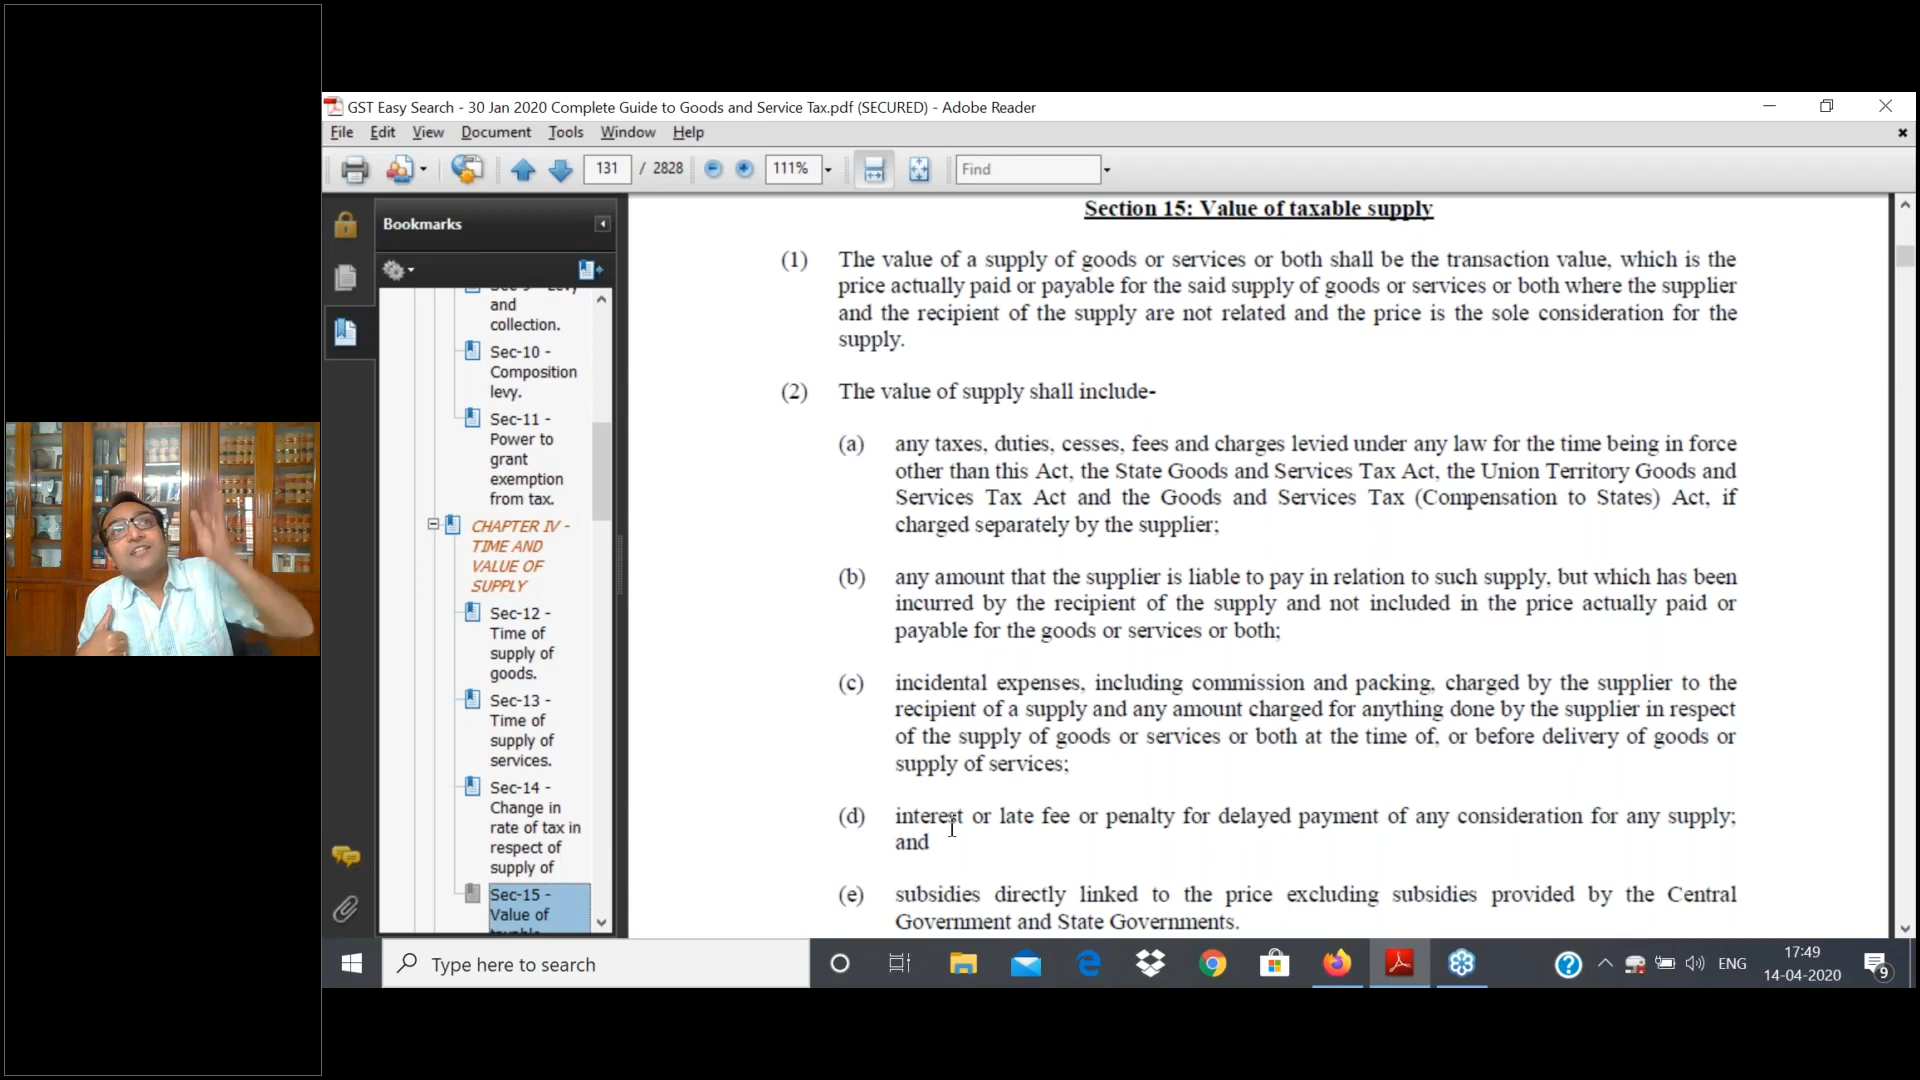 GST Easy Search - 30 Jan 2020 Complete Guide to Goods and Service Tax.pdf (SECURED) - Adobe Reader
File Edit View Document Tools Window Help
131 / 2828 111% Find
Bookmarks
and
collection.
Sec-10 -
Composition
levy.
Sec-11 -
Power to
grant
exemption
from tax.
CHAPTER IV -
TIME AND
VALUE OF
SUPPLY
Sec-12 -
Time of
supply of
goods.
Sec-13 -
Time of
supply of
services.
Sec-14 -
Change in
rate of tax in
respect of
supply of
Sec-15 -
Value of
Section 15: Value of taxable supply
(1) The value of a supply of goods or services or both shall be the transaction value, which is the
price actually paid or payable for the said supply of goods or services or both where the supplier
and the recipient of the supply are not related and the price is the sole consideration for the
supply.
(2) The value of supply shall include-
(a) any taxes, duties, cesses, fees and charges levied under any law for the time being in force
other than this Act, the State Goods and Services Tax Act, the Union Territory Goods and
Services Tax Act and the Goods and Services Tax (Compensation to States) Act, if
charged separately by the supplier;
(b) any amount that the supplier is liable to pay in relation to such supply, but which has been
incurred by the recipient of the supply and not included in the price actually paid or
payable for the goods or services or both;
(c) incidental expenses, including commission and packing, charged by the supplier to the
recipient of a supply and any amount charged for anything done by the supplier in respect
of the supply of goods or services or both at the time of, or before delivery of goods or
supply of services;
(d) interest or late fee or penalty for delayed payment of any consideration for any supply;
and
(e) subsidies directly linked to the price excluding subsidies provided by the Central
Government and State Governments.
Type here to search
ENG
17:49
14-04-2020
9